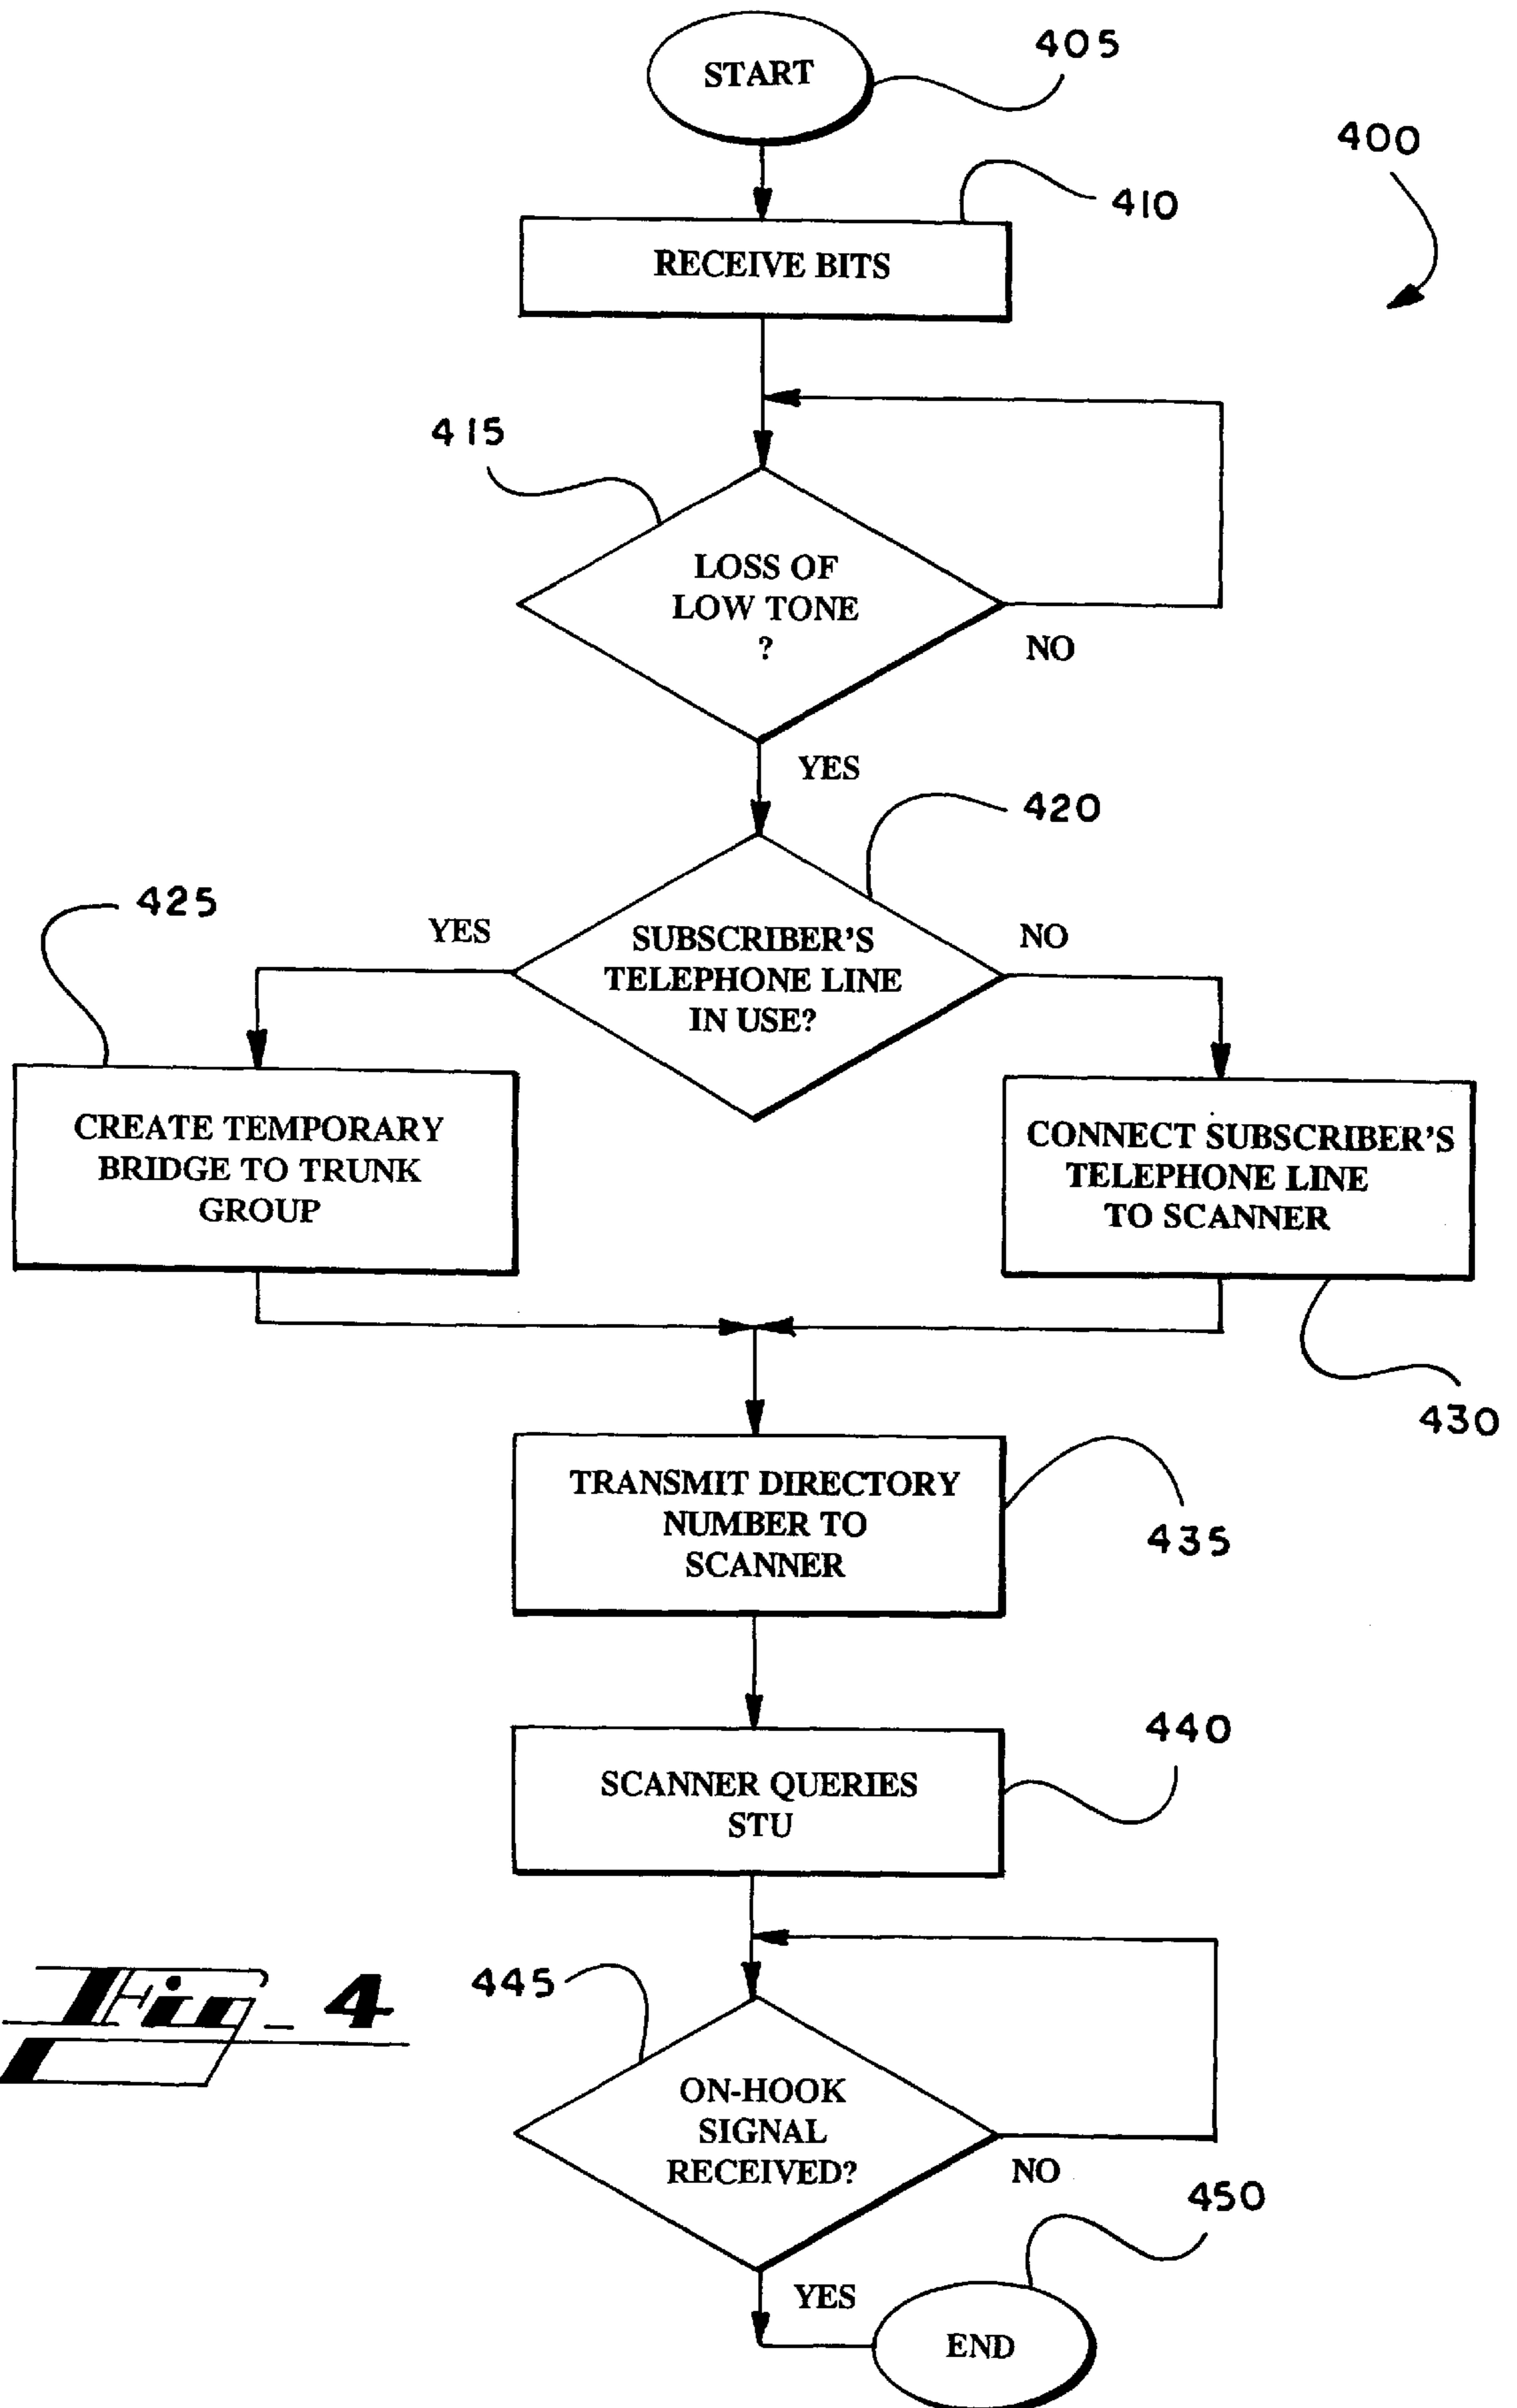 START
405
400
410
RECEIVE BITS
415
LOSS OF
LOW TONE
?
NO
YES
420
425
YES
SUBSCRIBER'S
TELEPHONE LINE
IN USE?
NO
CREATE TEMPORARY
BRIDGE TO TRUNK
GROUP
CONNECT SUBSCRIBER'S
TELEPHONE LINE
TO SCANNER
430
TRANSMIT DIRECTORY
NUMBER TO
SCANNER
435
440
SCANNER QUERIES
STU
Fig_4
445
ON-HOOK
SIGNAL
RECEIVED?
NO
450
YES
END